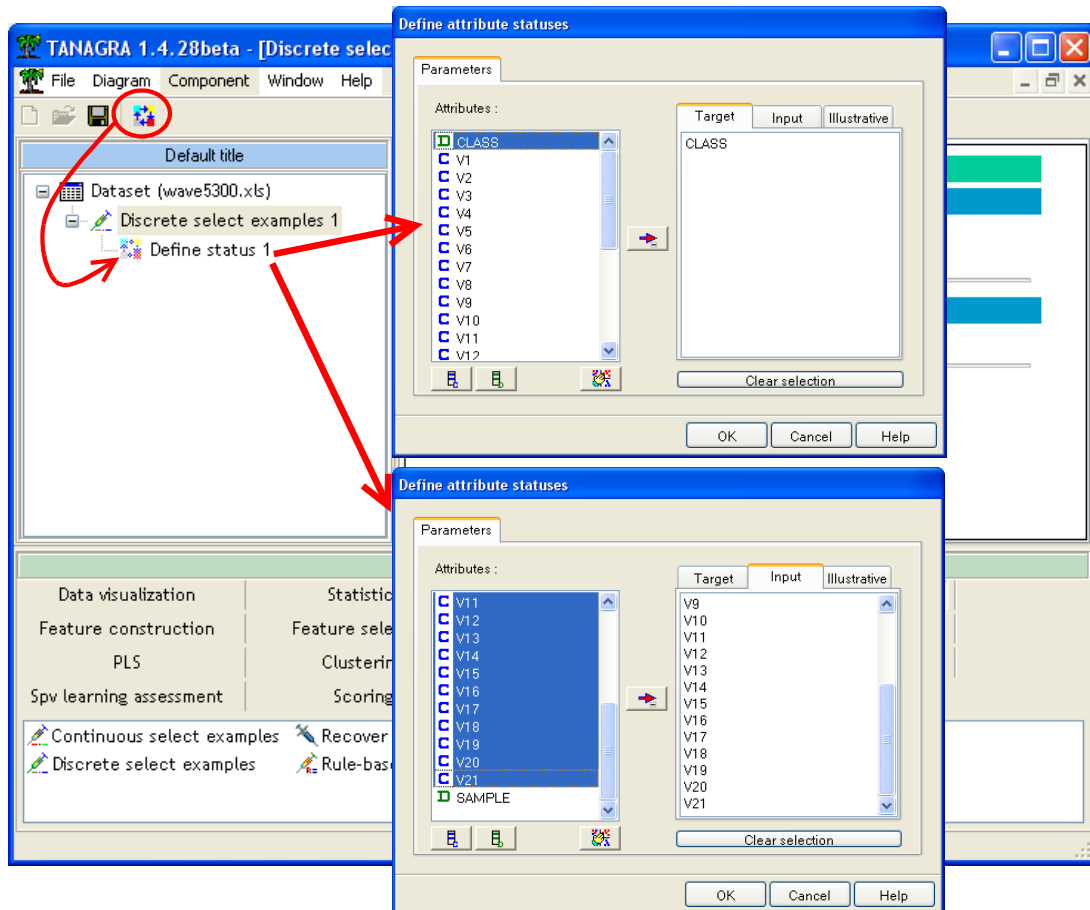 TANAGRA 1.4.28beta - [Discrete selec
File Diagram Component Window Help
Default title
Dataset (wave5300.xls)
Discrete select examples 1
Define status 1
Define attribute statuses
Parameters
Attributes :
Target Input Illustrative
D CLASS
C V1
C V2
C V3
C V4
C V5
C V6
C V7
C V8
C V9
C V10
C V11
C V12
CLASS
Clear selection
OK Cancel Help
Define attribute statuses
Parameters
Attributes :
Target Input Illustrative
C V11
C V12
C V13
C V14
C V15
C V16
C V17
C V18
C V19
C V20
C V21
D SAMPLE
V9
V10
V11
V12
V13
V14
V15
V16
V17
V18
V19
V20
V21
Clear selection
OK Cancel Help
Data visualization Statistic
Feature construction Feature sele
PLS Clusterin
Spv learning assessment Scoring
Continuous select examples Recover
Discrete select examples Rule-bas